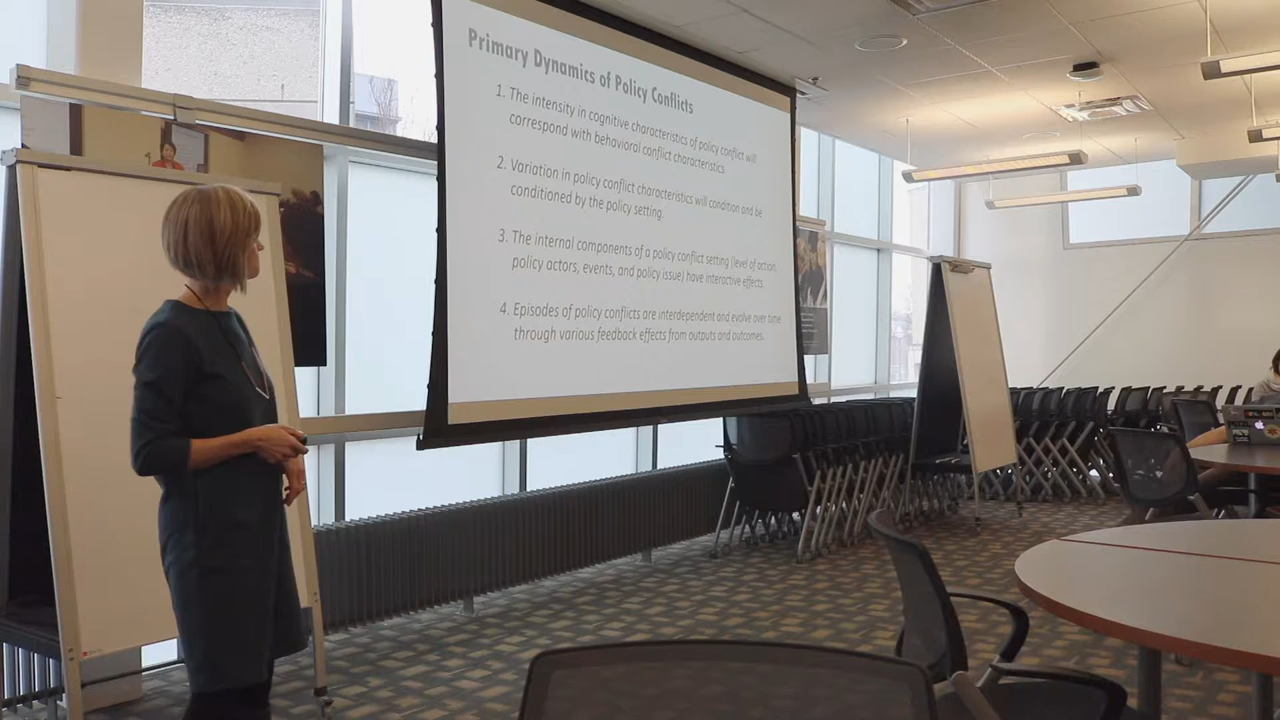 Primary Dynamics of Policy Conflicts
1. The intensity in cognitive characteristics of policy conflict will
correspond with behavioral conflict characteristics.
2. Variation in policy conflict characteristics will condition and be
conditioned by the policy setting.
3. The internal components of a policy conflict setting (level of action,
policy actors, events, and policy issue) have interactive effects.
4. Episodes of policy conflicts are interdependent and evolve over time
through various feedback effects from outputs and outcomes.